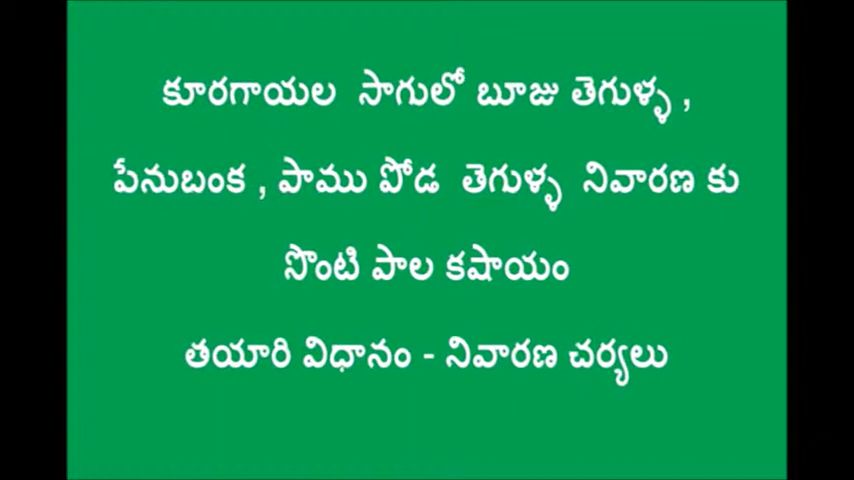 కూరగాయల సాగులో బూజు తెగుళ్ళ ,
పేనుబంక , పాము పోడ తెగుళ్ళ నివారణ కు
సొంటి పాల కషాయం
తయారి విధానం - నివారణ చర్యలు